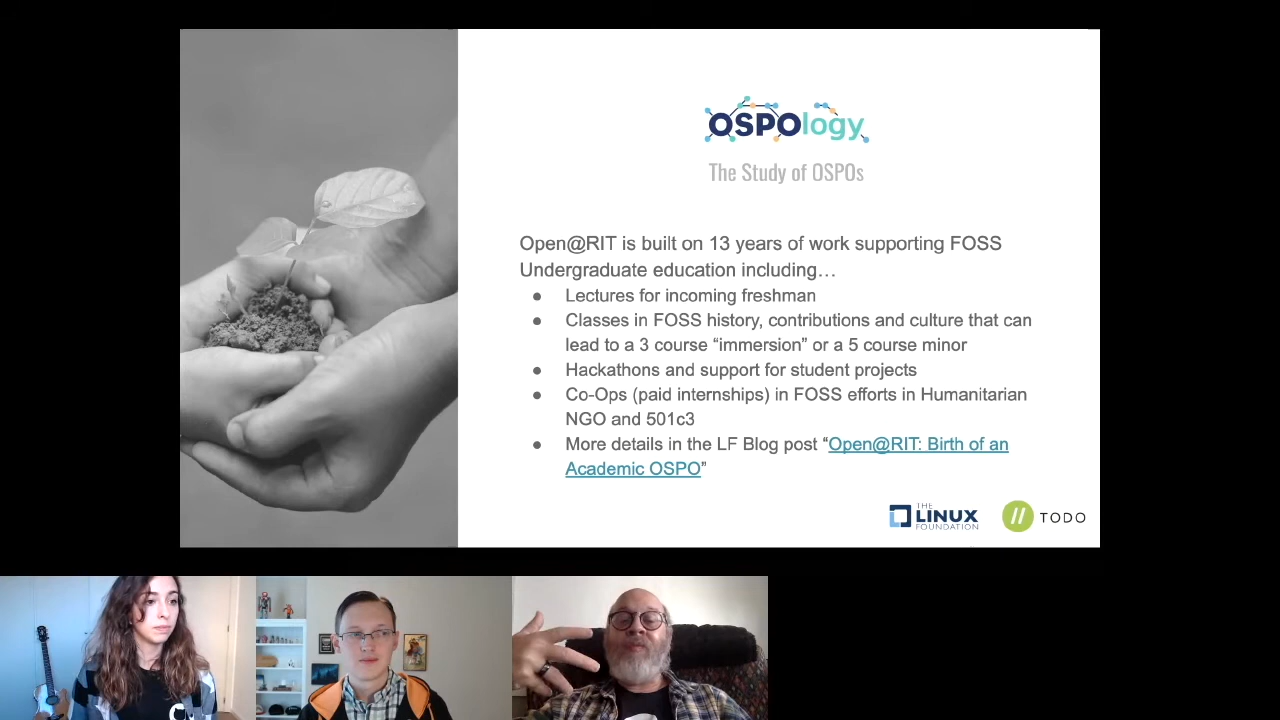 OSPOlogy
The Study of OSPOs
Open@RIT is built on 13 years of work supporting FOSS
Undergraduate education including…
● Lectures for incoming freshman
● Classes in FOSS history, contributions and culture that can
lead to a 3 course “immersion” or a 5 course minor
● Hackathons and support for student projects
● Co-Ops (paid internships) in FOSS efforts in Humanitarian
NGO and 501c3
● More details in the LF Blog post “Open@RIT: Birth of an
Academic OSPO”
THE
LINUX
FOUNDATION
TODO